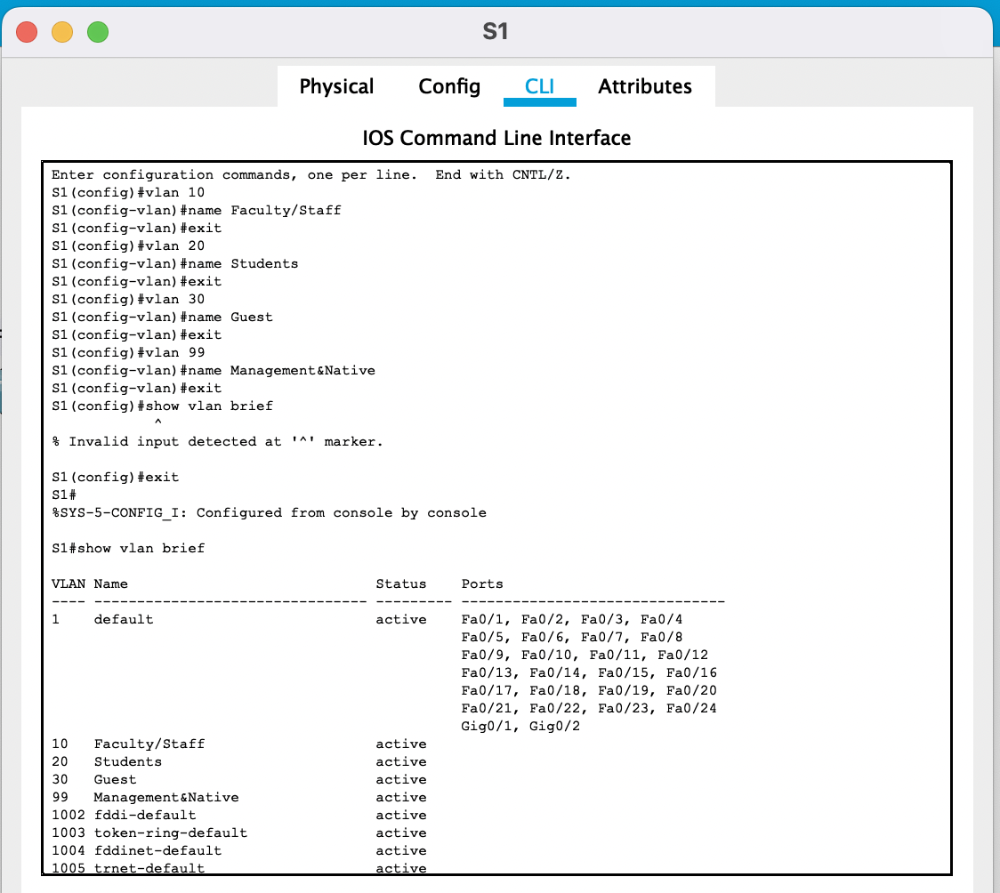 S1
Physical Config CLI Attributes
IOS Command Line Interface
Enter configuration commands, one per line.  End with CNTL/Z.
S1(config)#vlan 10
S1(config-vlan)#name Faculty/Staff
S1(config-vlan)#exit
S1(config)#vlan 20
S1(config-vlan)#name Students
S1(config-vlan)#exit
S1(config)#vlan 30
S1(config-vlan)#name Guest
S1(config-vlan)#exit
S1(config)#vlan 99
S1(config-vlan)#name Management&Native
S1(config-vlan)#exit
S1(config)#show vlan brief
^
% Invalid input detected at '^' marker.
S1(config)#exit
S1#
%SYS-5-CONFIG_I: Configured from console by console
S1#show vlan brief
VLAN Name                             Status    Ports
---- -------------------------------- --------- -------------------------------
1    default                          active    Fa0/1, Fa0/2, Fa0/3, Fa0/4
Fa0/5, Fa0/6, Fa0/7, Fa0/8
Fa0/9, Fa0/10, Fa0/11, Fa0/12
Fa0/13, Fa0/14, Fa0/15, Fa0/16
Fa0/17, Fa0/18, Fa0/19, Fa0/20
Fa0/21, Fa0/22, Fa0/23, Fa0/24
Gig0/1, Gig0/2
10   Faculty/Staff                    active
20   Students                         active
30   Guest                            active
99   Management&Native                active
1002 fddi-default                     active
1003 token-ring-default               active
1004 fddinet-default                  active
1005 trnet-default                    active